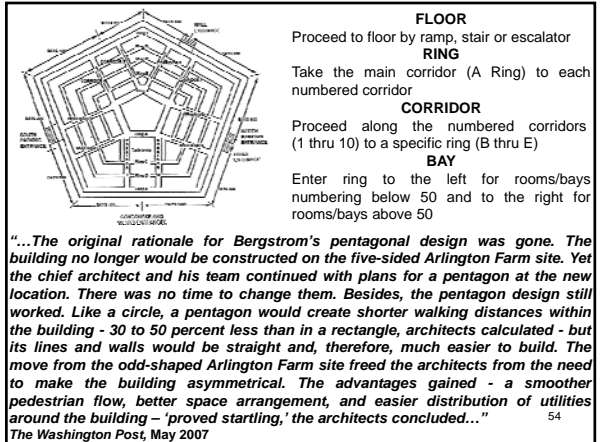 FLOOR
Proceed to floor by ramp, stair or escalator
RING
Take the main corridor (A Ring) to each
numbered corridor
CORRIDOR
Proceed along the numbered corridors
(1 thru 10) to a specific ring (B thru E)
BAY
Enter ring to the left for rooms/bays
numbering below 50 and to the right for
rooms/bays above 50
“…The original rationale for Bergstrom’s pentagonal design was gone. The
building no longer would be constructed on the five-sided Arlington Farm site. Yet
the chief architect and his team continued with plans for a pentagon at the new
location. There was no time to change them. Besides, the pentagon design still
worked. Like a circle, a pentagon would create shorter walking distances within
the building - 30 to 50 percent less than in a rectangle, architects calculated - but
its lines and walls would be straight and, therefore, much easier to build. The
move from the odd-shaped Arlington Farm site freed the architects from the need
to make the building asymmetrical. The advantages gained - a smoother
pedestrian flow, better space arrangement, and easier distribution of utilities
around the building – ‘proved startling,’ the architects concluded…”
54
The Washington Post, May 2007